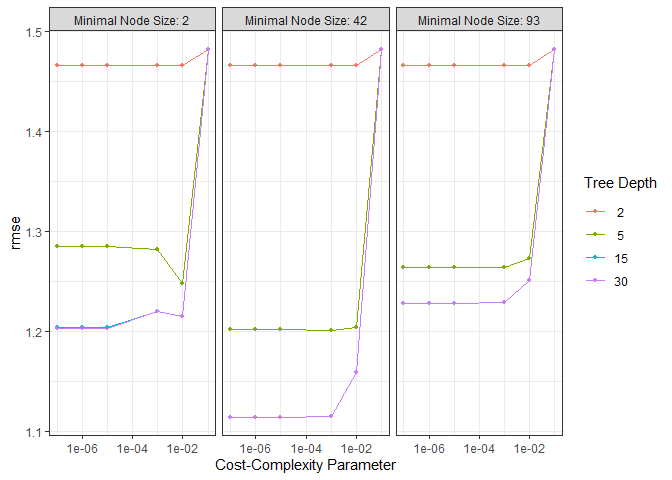 Minimal Node Size: 2 Minimal Node Size: 42 Minimal Node Size: 93
1.5
1.4
1.3
1.2
1.1
rmse
1e-06 1e-04 1e-02 1e-06 1e-04 1e-02 1e-06 1e-04 1e-02
Cost-Complexity Parameter
Tree Depth
2
5
15
30